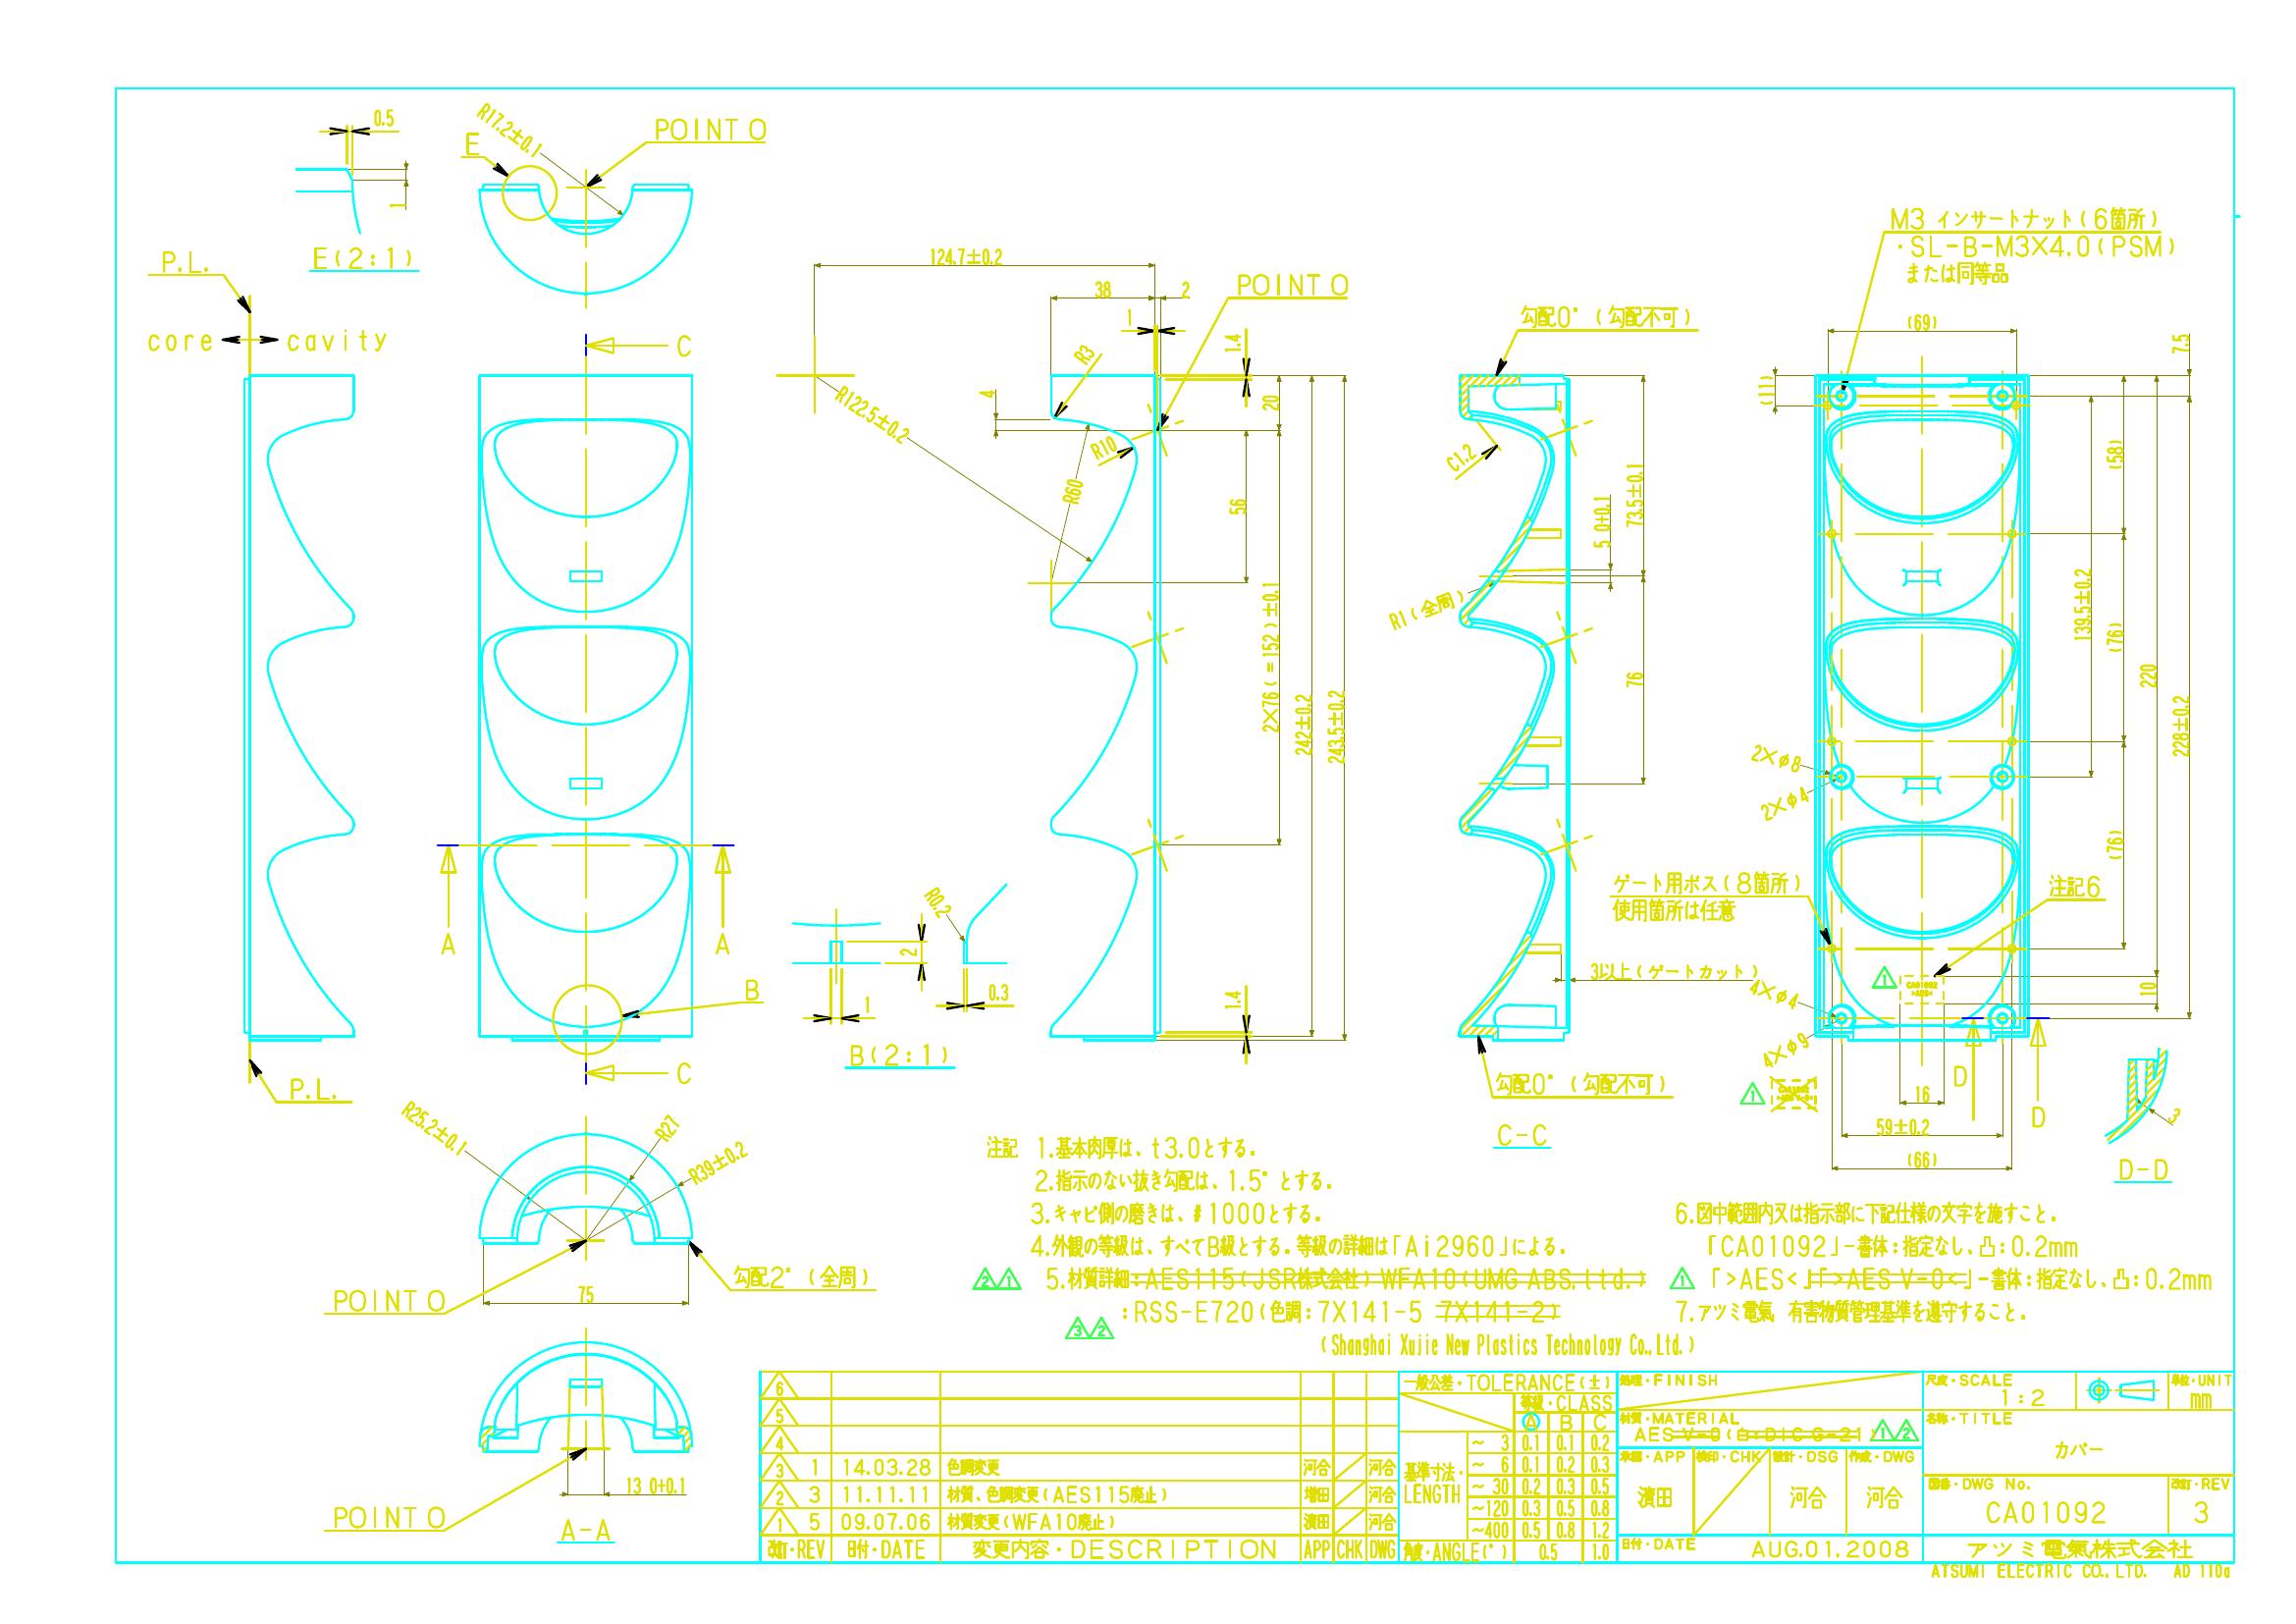 0.5
1
E(2:1)
E
R17.2±0.1
POINT O
P.L.
core
cavity
C
A
A
B
C
P.L.
124.7±0.2
38
2
1
POINT O
1.4
R3
4
R122.5±0.2
R10
R60
20
56
2×76(=152)±0.1
242±0.2
243.5±0.2
1.4
R0.2
2
1
0.3
B(2:1)
勾配0°(勾配不可)
C1.2
73.5±0.1
5.0±0.1
R1(全周)
76
3以上(ゲートカット)
勾配0°(勾配不可)
C-C
M3 インサートナット(6箇所)
・SL-B-M3×4.0(PSM)
または同等品
(69)
7.5
(11)
(58)
139.5±0.2
(76)
220
228±0.2
2×φ8
2×φ4
(76)
ゲート用ボス(8箇所)
使用箇所は任意
注記6
1
CA01092
>AES<
10
4×φ4
4×φ9
1
16
D
D
59±0.2
(66)
3
D-D
R25.2±0.1
R27
R39±0.2
POINT O
75
勾配2°(全周)
POINT O
13.0±0.1
A-A
注記 1.基本肉厚は、t3.0とする。
2.指示のない抜き勾配は、1.5°とする。
3.キャビ側の磨きは、#1000とする。
4.外観の等級は、すべてB級とする。等級の詳細は「Ai2960」による。
2 1 5.材質詳細:AES115(JSR株式会社) WFA10(UMG ABS, Ltd.)
3 2 :RSS-E720(色調:7X141-5 7X141-2)
(Shanghai Xujie New Plastics Technology Co.,Ltd.)
6.図中範囲内又は指示部に下記仕様の文字を施すこと。
「CA01092」-書体:指定なし、凸:0.2mm
1 「>AES<」「>AES V-0<」-書体:指定なし、凸:0.2mm
7.アツミ電氣 有害物質管理基準を遵守すること。
6
5
4
3 1 14.03.28 色調変更 河合 河合
2 3 11.11.11 材質、色調変更(AES115廃止) 増田 河合
1 5 09.07.06 材質変更(WFA10廃止) 濱田 河合
改訂・REV 日付・DATE 変更内容・DESCRIPTION APP CHK DWG
一般公差・TOLERANCE(±)
等級・CLASS
A B C
基準寸法・LENGTH
~ 3 0.1 0.1 0.2
~ 6 0.1 0.2 0.3
~ 30 0.2 0.3 0.5
~120 0.3 0.5 0.8
~400 0.5 0.8 1.2
角度・ANGLE(°) 0.5 1.0
処理・FINISH
材質・MATERIAL
AES V-0(白:DIC G-21) 1 2
承認・APP 検印・CHK 設計・DSG 作成・DWG
濱田 河合 河合
日付・DATE AUG.01.2008
尺度・SCALE 1:2
単位・UNIT mm
名称・TITLE
カバー
図番・DWG No. CA01092
改訂・REV 3
アツミ電氣株式会社
ATSUMI ELECTRIC CO.,LTD. AD 110a